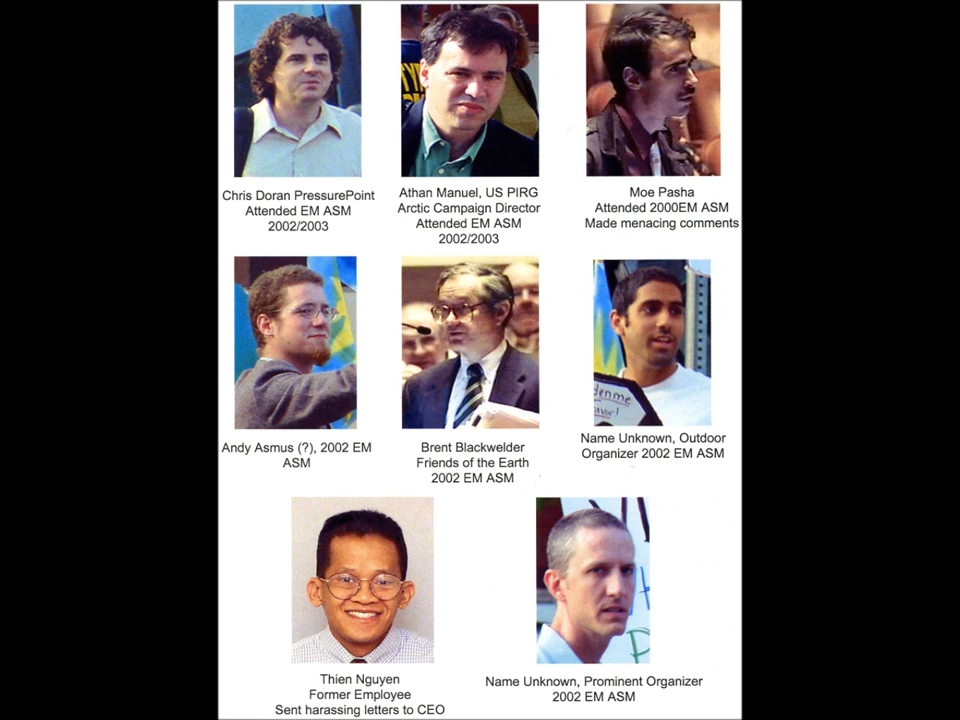 Chris Doran PressurePoint
Attended EM ASM
2002/2003
Athan Manuel, US PIRG
Arctic Campaign Director
Attended EM ASM
2002/2003
Moe Pasha
Attended 2000EM ASM
Made menacing comments
Andy Asmus (?), 2002 EM
ASM
Brent Blackwelder
Friends of the Earth
2002 EM ASM
Name Unknown, Outdoor
Organizer 2002 EM ASM
Thien Nguyen
Former Employee
Sent harassing letters to CEO
Name Unknown, Prominent Organizer
2002 EM ASM